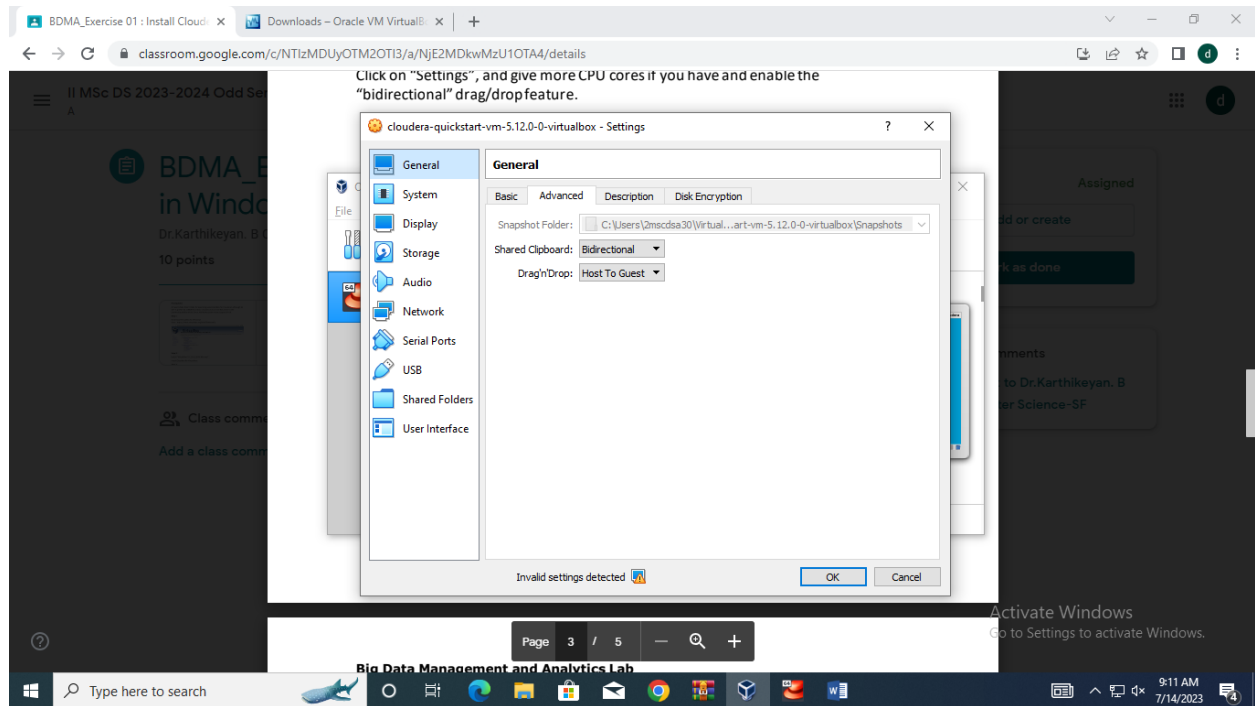 BDMA_Exercise 01 : Install Cloud
Downloads – Oracle VM VirtualB
classroom.google.com/c/NTIzMDUyOTM2OTI3/a/NjE2MDkwMzU1OTA4/details
d
Click on "Settings", and give more CPU cores if you have and enable the
"bidirectional" drag/drop feature.
II MSc DS 2023-2024 Odd Sem
A
d
cloudera-quickstart-vm-5.12.0-0-virtualbox - Settings
?
General
System
Display
Storage
Audio
Network
Serial Ports
USB
Shared Folders
User Interface
General
Basic
Advanced
Description
Disk Encryption
Snapshot Folder:
C:\Users\2mscdsa30\Virtual...art-vm-5.12.0-0-virtualbox\Snapshots
Shared Clipboard:
Bidirectional
Drag'n'Drop:
Host To Guest
Invalid settings detected
OK
Cancel
File
64
BDMA_E
in Windo
Dr.Karthikeyan. B C
10 points
Class comme
Add a class comm
Assigned
dd or create
k as done
mments
to Dr.Karthikeyan. B
ter Science-SF
Page 3 / 5
Big Data Management and Analytics Lab
Activate Windows
Go to Settings to activate Windows.
Type here to search
9:11 AM
7/14/2023
4